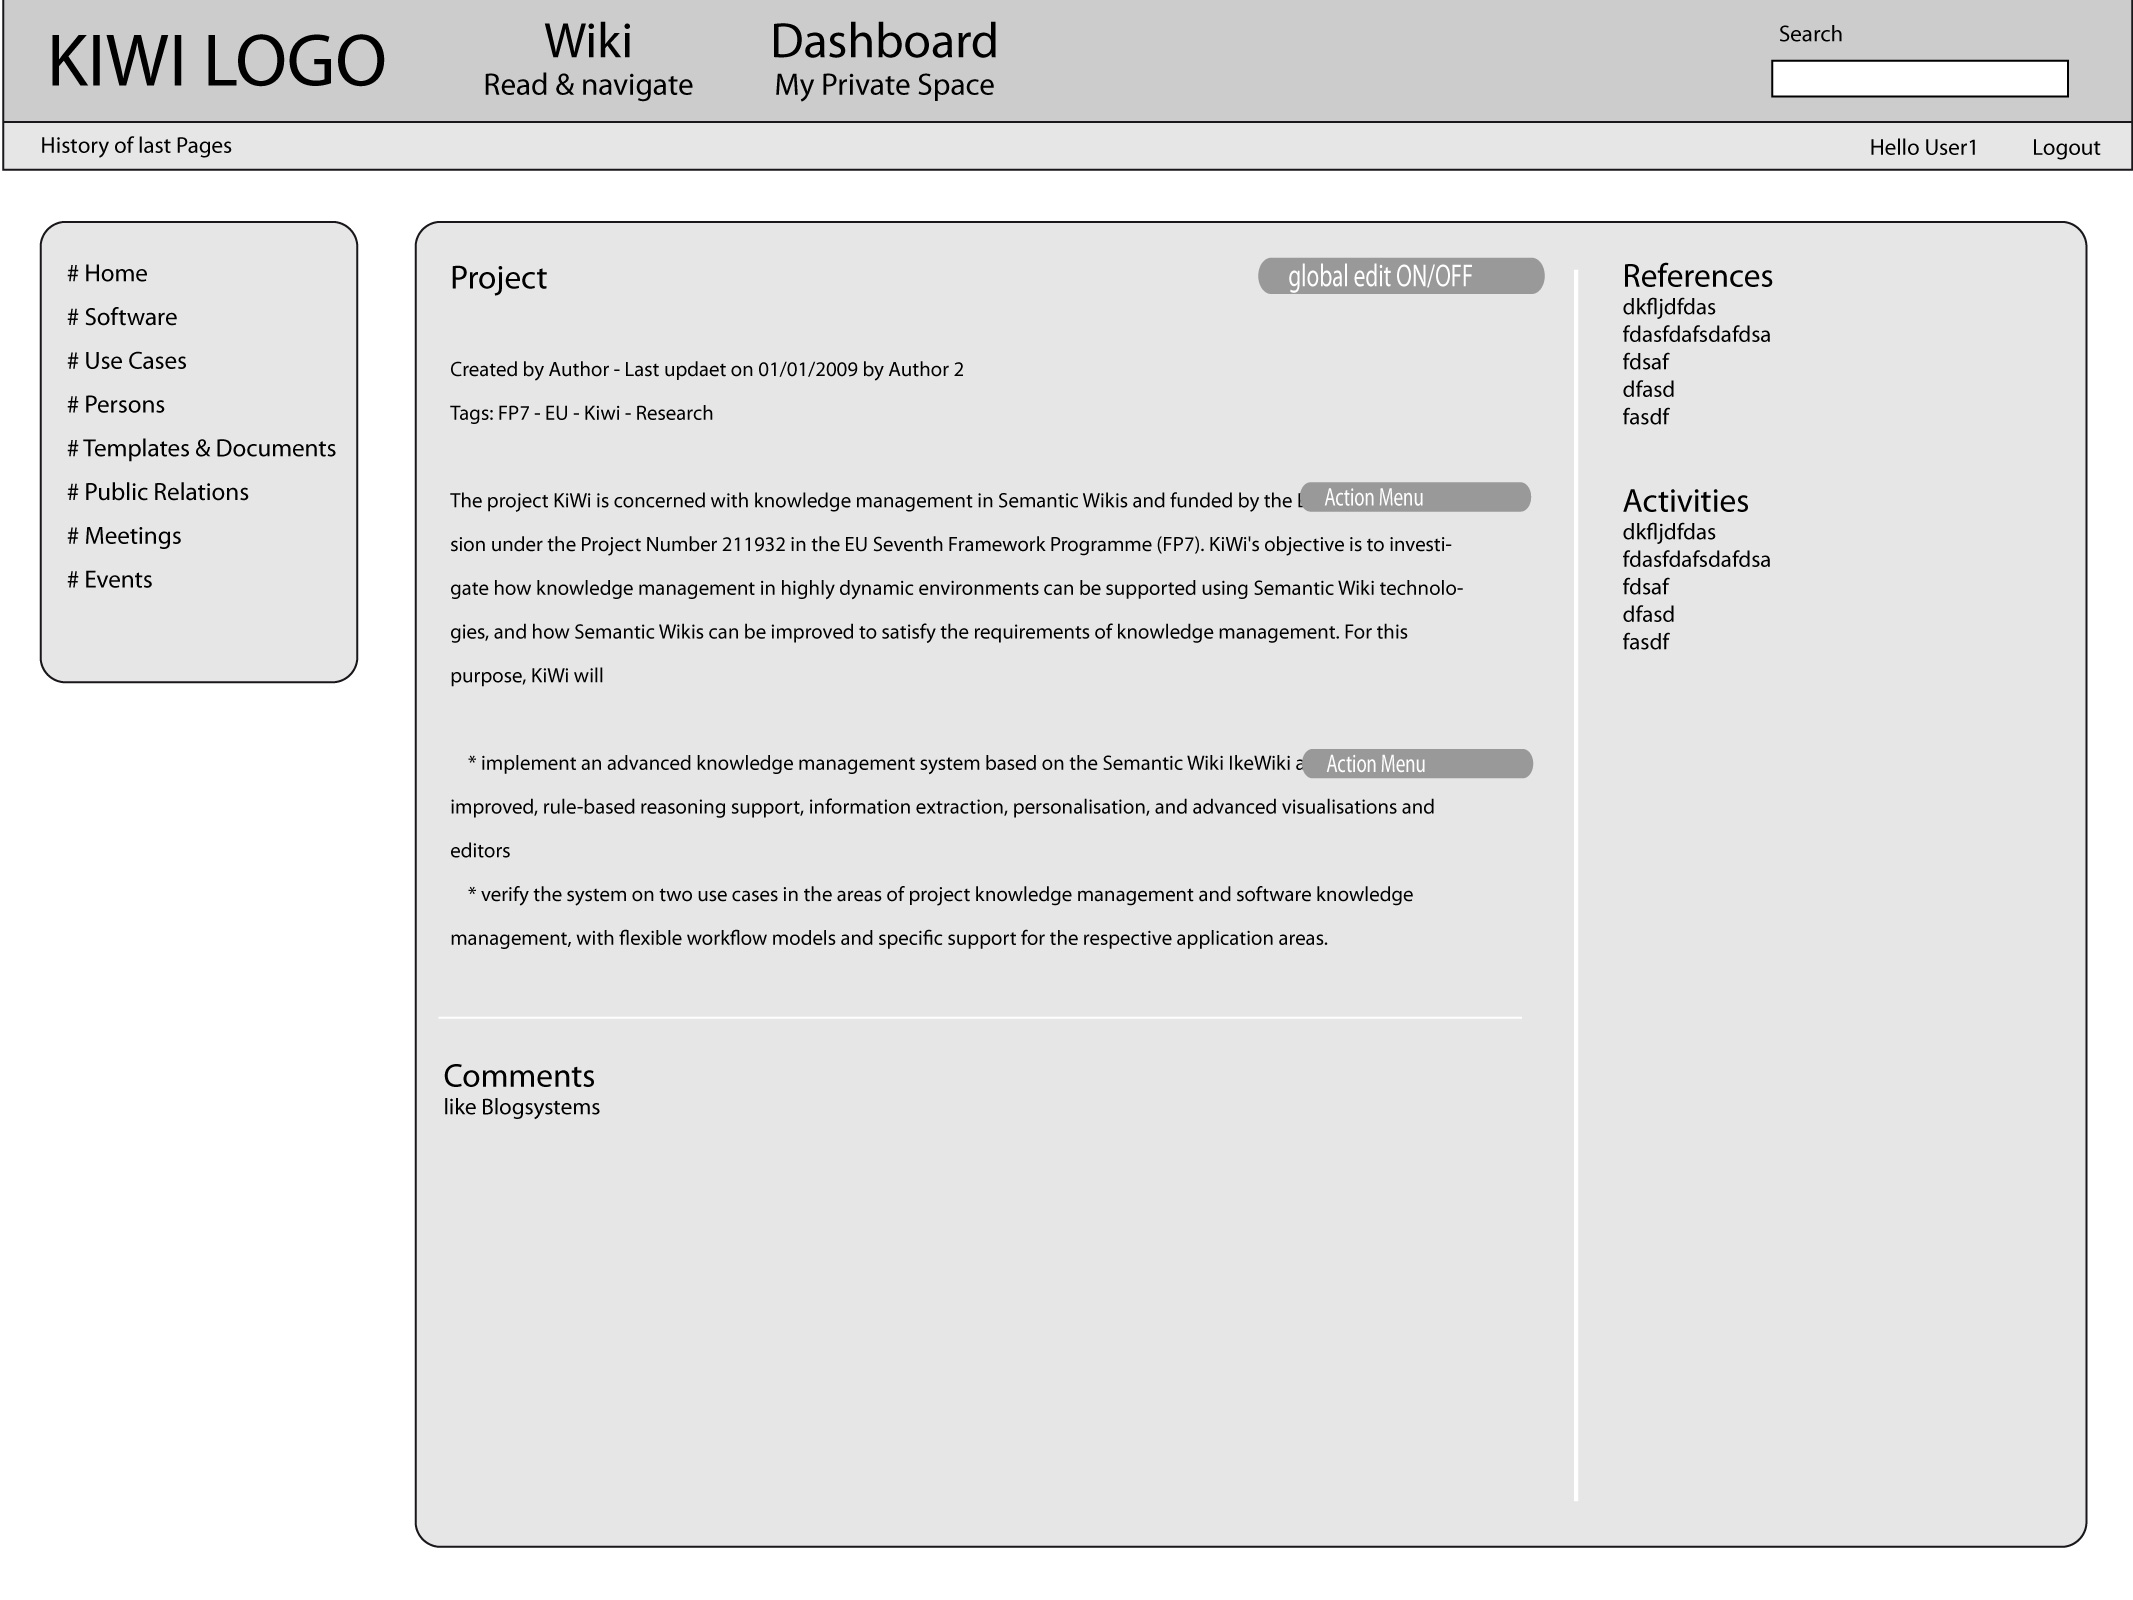 KIWI LOGO
Wiki
Read & navigate
Dashboard
My Private Space
Search
History of last Pages
Hello User1
Logout
# Home
# Software
# Use Cases
# Persons
# Templates & Documents
# Public Relations
# Meetings
# Events
Project
global edit ON/OFF
Created by Author - Last updaet on 01/01/2009 by Author 2
Tags: FP7 - EU - Kiwi - Research
The project KiWi is concerned with knowledge management in Semantic Wikis and funded by the
Action Menu
sion under the Project Number 211932 in the EU Seventh Framework Programme (FP7). KiWi's objective is to investi-
gate how knowledge management in highly dynamic environments can be supported using Semantic Wiki technolo-
gies, and how Semantic Wikis can be improved to satisfy the requirements of knowledge management. For this
purpose, KiWi will
* implement an advanced knowledge management system based on the Semantic Wiki IkeWiki
Action Menu
improved, rule-based reasoning support, information extraction, personalisation, and advanced visualisations and
editors
* verify the system on two use cases in the areas of project knowledge management and software knowledge
management, with flexible workflow models and specific support for the respective application areas.
Comments
like Blogsystems
References
dkfljdfdas
fdasfdafsdafdsa
fdsaf
dfasd
fasdf
Activities
dkfljdfdas
fdasfdafsdafdsa
fdsaf
dfasd
fasdf